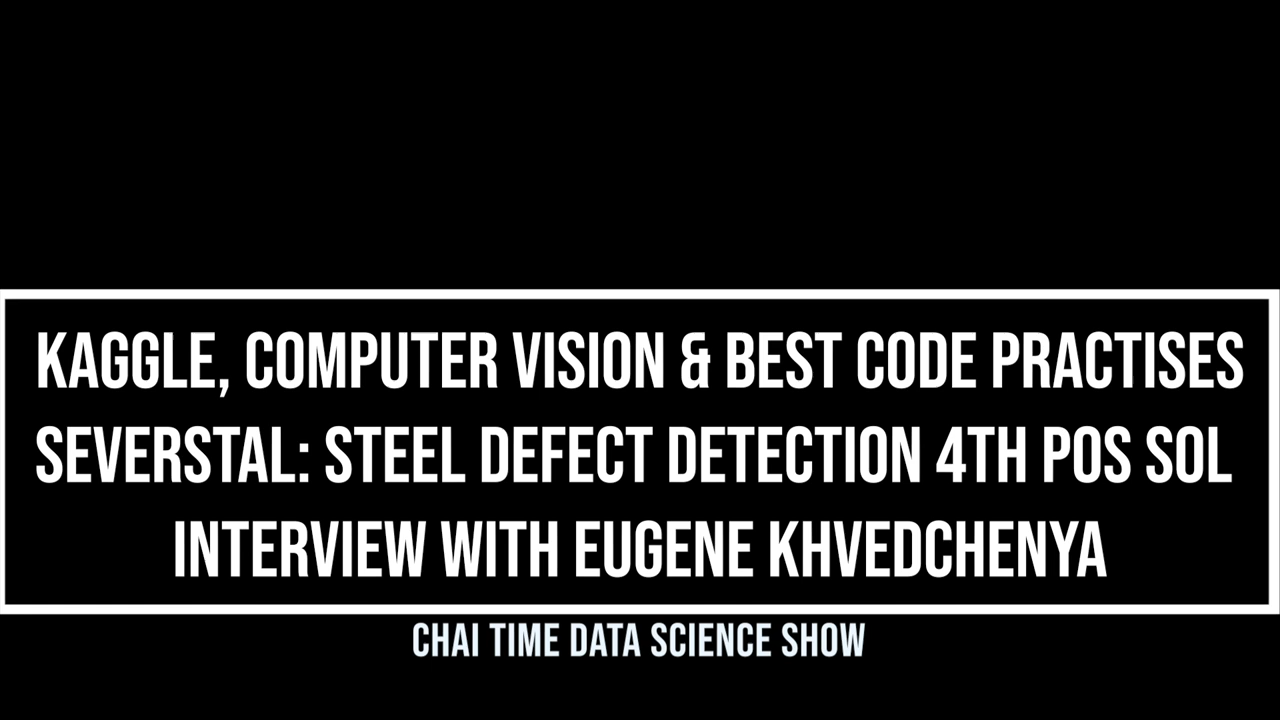 KAGGLE, COMPUTER VISION & BEST CODE PRACTISES
SEVERSTAL: STEEL DEFECT DETECTION 4TH POS SOL
INTERVIEW WITH EUGENE KHVEDCHENYA
CHAI TIME DATA SCIENCE SHOW